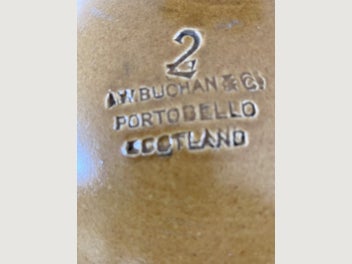 2
A.W. BUCHAN & Co.
PORTOBELLO
SCOTLAND